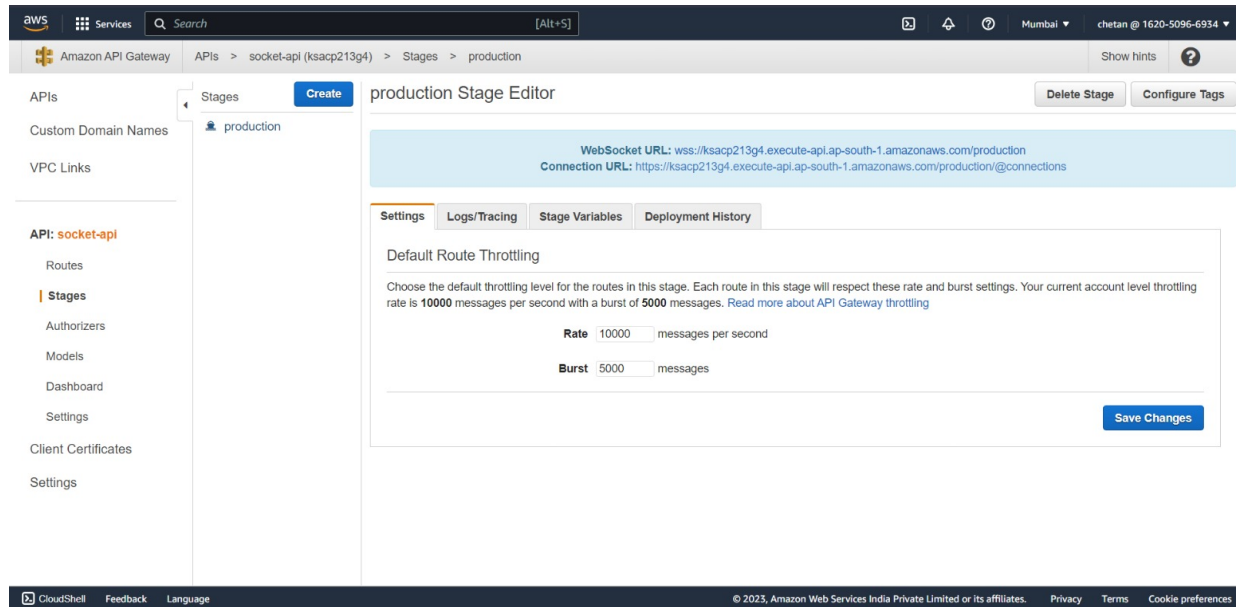 aws
Services
Search
[Alt+S]
Mumbai
chetan @ 1620-5096-6934
Amazon API Gateway
APIs > socket-api (ksacp213g4) > Stages > production
Show hints
APIs
Custom Domain Names
VPC Links
API: socket-api
Routes
Stages
Authorizers
Models
Dashboard
Settings
Client Certificates
Settings
Stages
Create
production
production Stage Editor
Delete Stage
Configure Tags
WebSocket URL: wss://ksacp213g4.execute-api.ap-south-1.amazonaws.com/production
Connection URL: https://ksacp213g4.execute-api.ap-south-1.amazonaws.com/production/@connections
Settings
Logs/Tracing
Stage Variables
Deployment History
Default Route Throttling
Choose the default throttling level for the routes in this stage. Each route in this stage will respect these rate and burst settings. Your current account level throttling
rate is 10000 messages per second with a burst of 5000 messages. Read more about API Gateway throttling
Rate 10000 messages per second
Burst 5000 messages
Save Changes
CloudShell
Feedback
Language
© 2023, Amazon Web Services India Private Limited or its affiliates.
Privacy
Terms
Cookie preferences